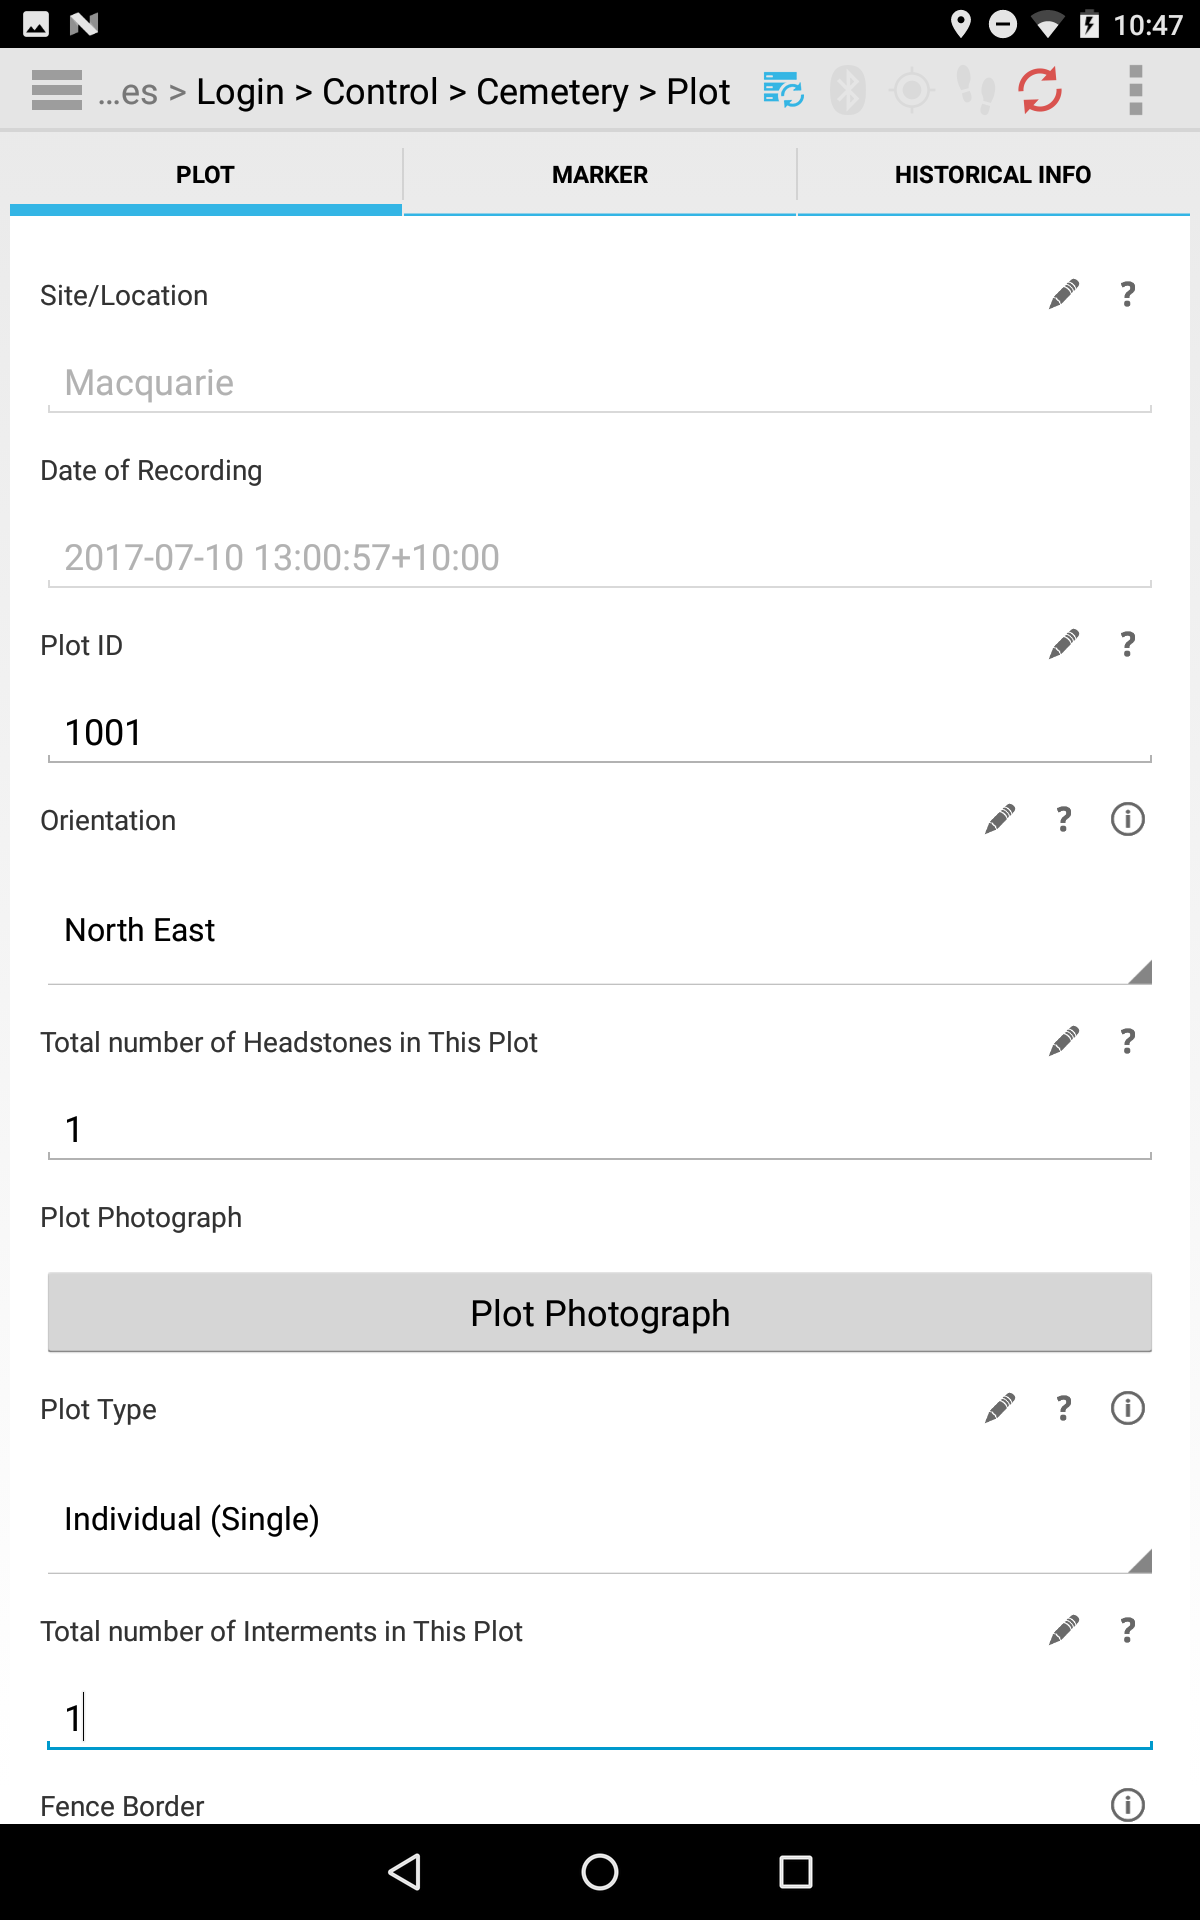 10:47
...es > Login > Control > Cemetery > Plot
PLOT
MARKER
HISTORICAL INFO
Site/Location
?
Macquarie
Date of Recording
2017-07-10 13:00:57+10:00
Plot ID
?
1001
Orientation
?
North East
Total number of Headstones in This Plot
?
1
Plot Photograph
Plot Photograph
Plot Type
?
Individual (Single)
Total number of Interments in This Plot
?
1
Fence Border